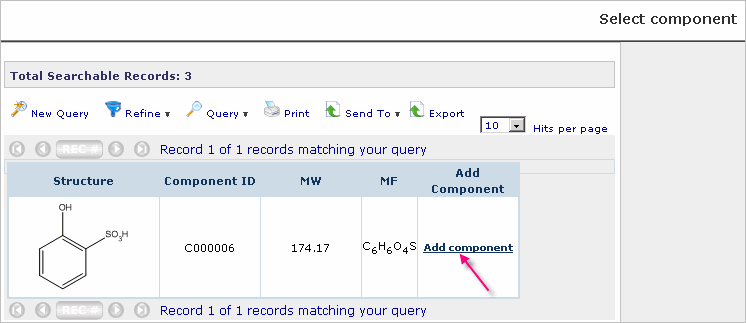 Select component
Total Searchable Records: 3
New Query Refine Query Print Send To Export 10 Hits per page
REC # Record 1 of 1 records matching your query
Structure Component ID MW MF Add
Component
OH
SO₃H
C000006 174.17 C₆H₆O₄S Add component
REC # Record 1 of 1 records matching your query